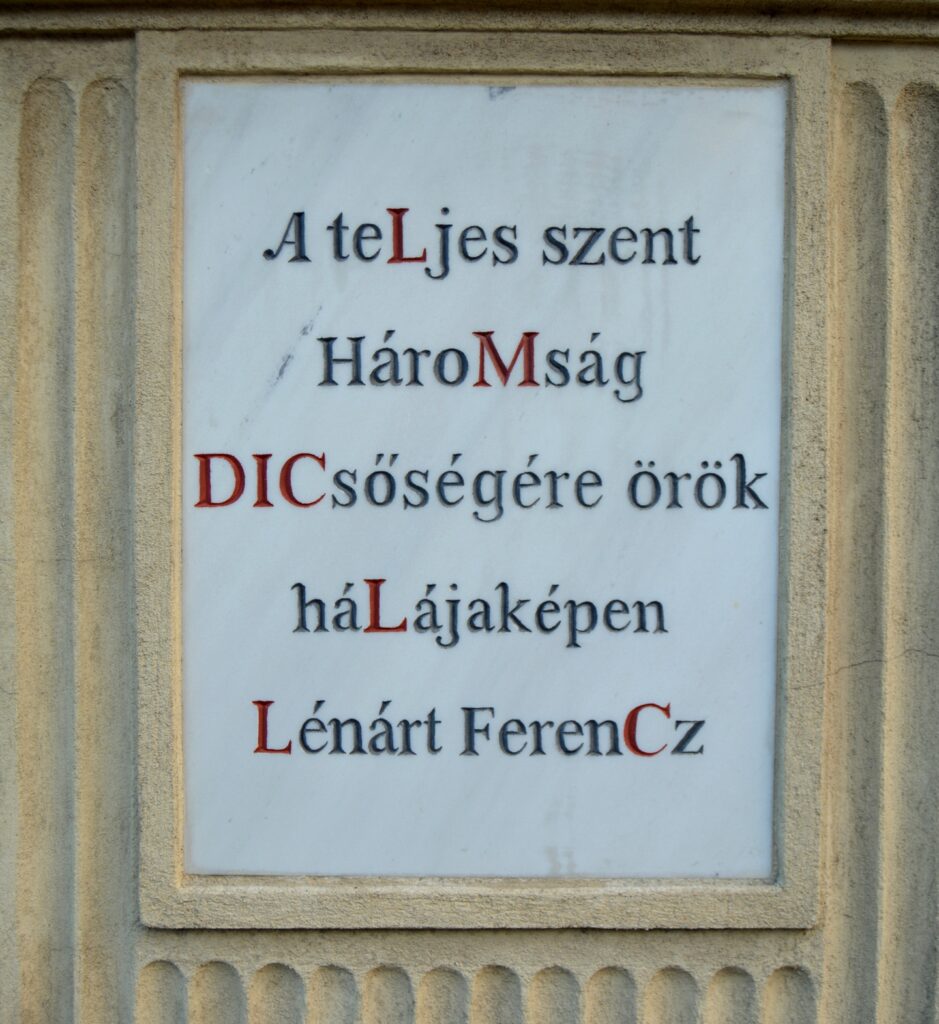 A teLjes szent
HároMság
DICsőségére örök
háLájaképen
Lénárt FerenCz